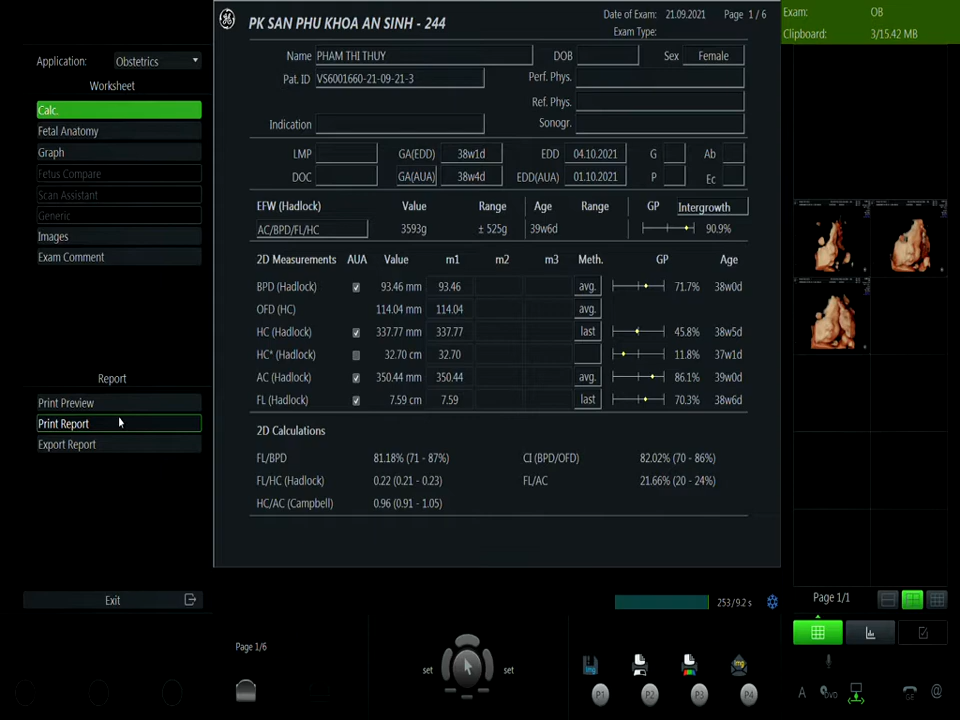 PK SAN PHU KHOA AN SINH - 244
Date of Exam: 21.09.2021 Page 1 / 6
Exam Type:
Exam: OB
Clipboard: 3/15.42 MB
Application: Obstetrics
Worksheet
Calc.
Fetal Anatomy
Graph
Fetus Compare
Scan Assistant
Generic
Images
Exam Comment
Report
Print Preview
Print Report
Export Report
Exit
Name PHAM THI THUY DOB Sex Female
Pat. ID VS6001660-21-09-21-3 Perf. Phys.
Ref. Phys.
Indication Sonogr.
LMP GA(EDD) 38w1d EDD 04.10.2021 G Ab
DOC GA(AUA) 38w4d EDD(AUA) 01.10.2021 P Ec
EFW (Hadlock) Value Range Age Range GP Intergrowth
AC/BPD/FL/HC 3593g ± 525g 39w6d 90.9%
2D Measurements AUA Value m1 m2 m3 Meth. GP Age
BPD (Hadlock) 93.46 mm 93.46 avg. 71.7% 38w0d
OFD (HC) 114.04 mm 114.04 avg.
HC (Hadlock) 337.77 mm 337.77 last 45.8% 38w5d
HC* (Hadlock) 32.70 cm 32.70 11.8% 37w1d
AC (Hadlock) 350.44 mm 350.44 avg. 86.1% 39w0d
FL (Hadlock) 7.59 cm 7.59 last 70.3% 38w6d
2D Calculations
FL/BPD 81.18% (71 - 87%) CI (BPD/OFD) 82.02% (70 - 86%)
FL/HC (Hadlock) 0.22 (0.21 - 0.23) FL/AC 21.66% (20 - 24%)
HC/AC (Campbell) 0.96 (0.91 - 1.05)
253/9.2 s
Page 1/1
Page 1/6
set set
P1 P2 P3 P4
A DVD @